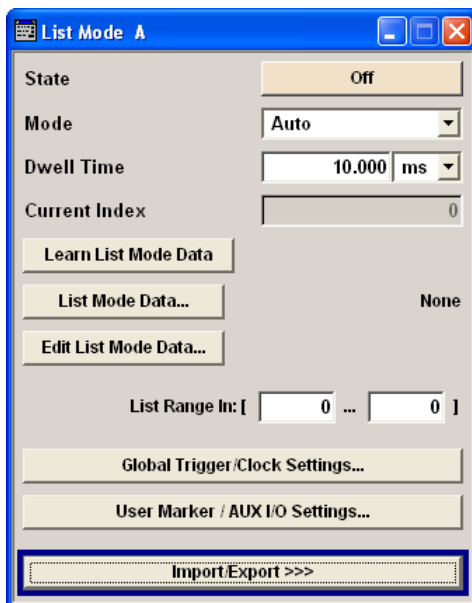 List Mode A
State Off
Mode Auto
Dwell Time 10.000 ms
Current Index 0
Learn List Mode Data
List Mode Data... None
Edit List Mode Data...
List Range In: [ 0 ... 0 ]
Global Trigger/Clock Settings...
User Marker / AUX I/O Settings...
Import/Export >>>